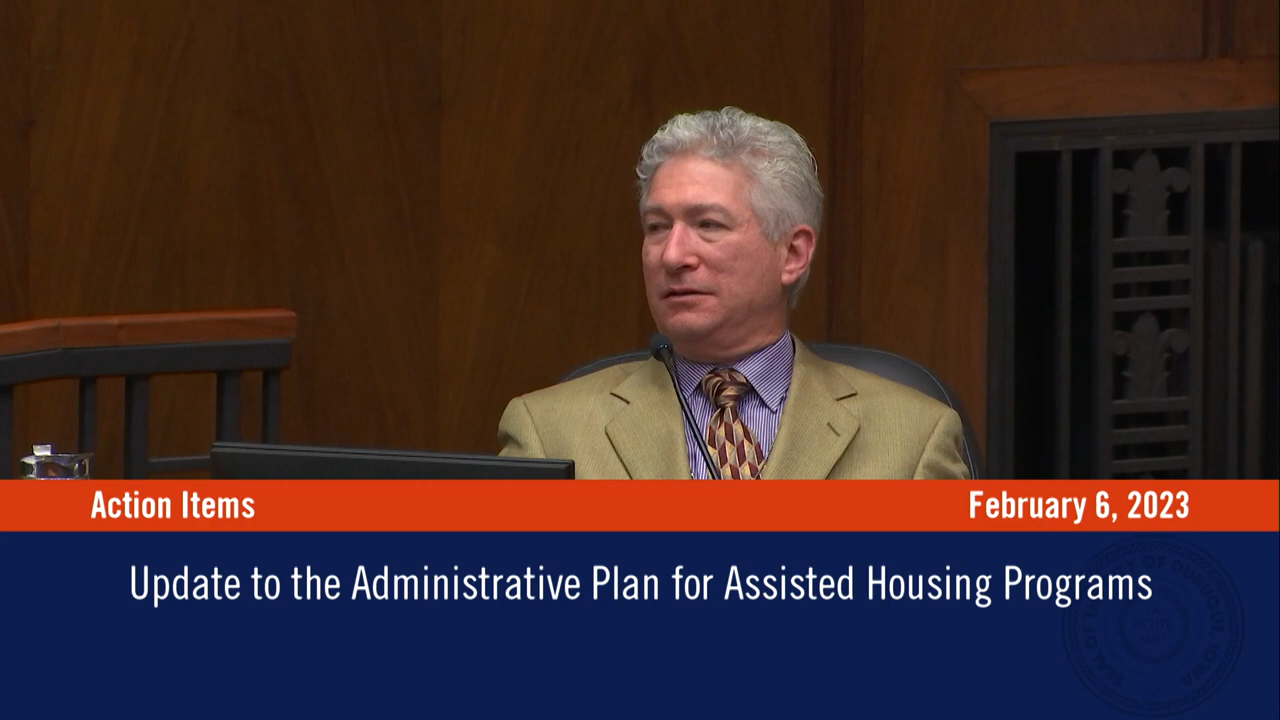 Action Items
February 6, 2023
Update to the Administrative Plan for Assisted Housing Programs